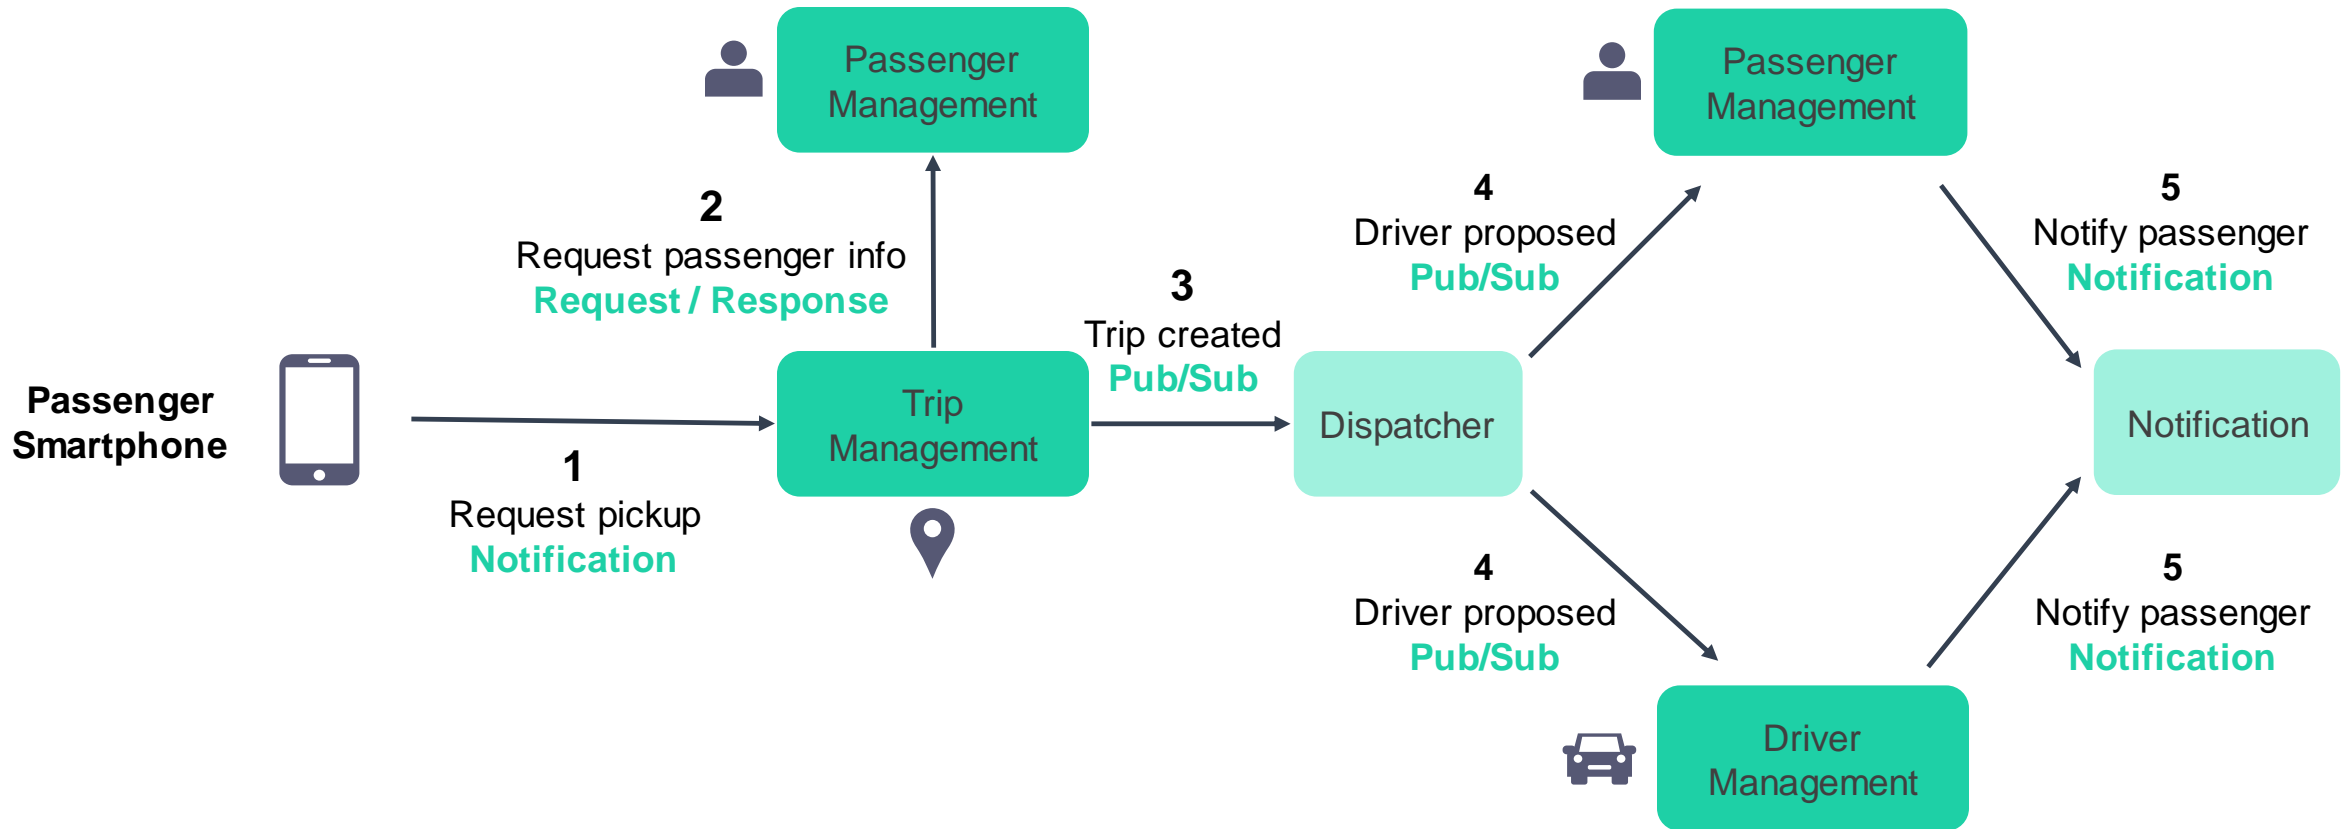 Passenger
Smartphone
1
Request pickup
Notification
Passenger
Management
2
Request passenger info
Request / Response
Trip
Management
3
Trip created
Pub/Sub
Dispatcher
4
Driver proposed
Pub/Sub
Passenger
Management
4
Driver proposed
Pub/Sub
Driver
Management
5
Notify passenger
Notification
Notification
5
Notify passenger
Notification